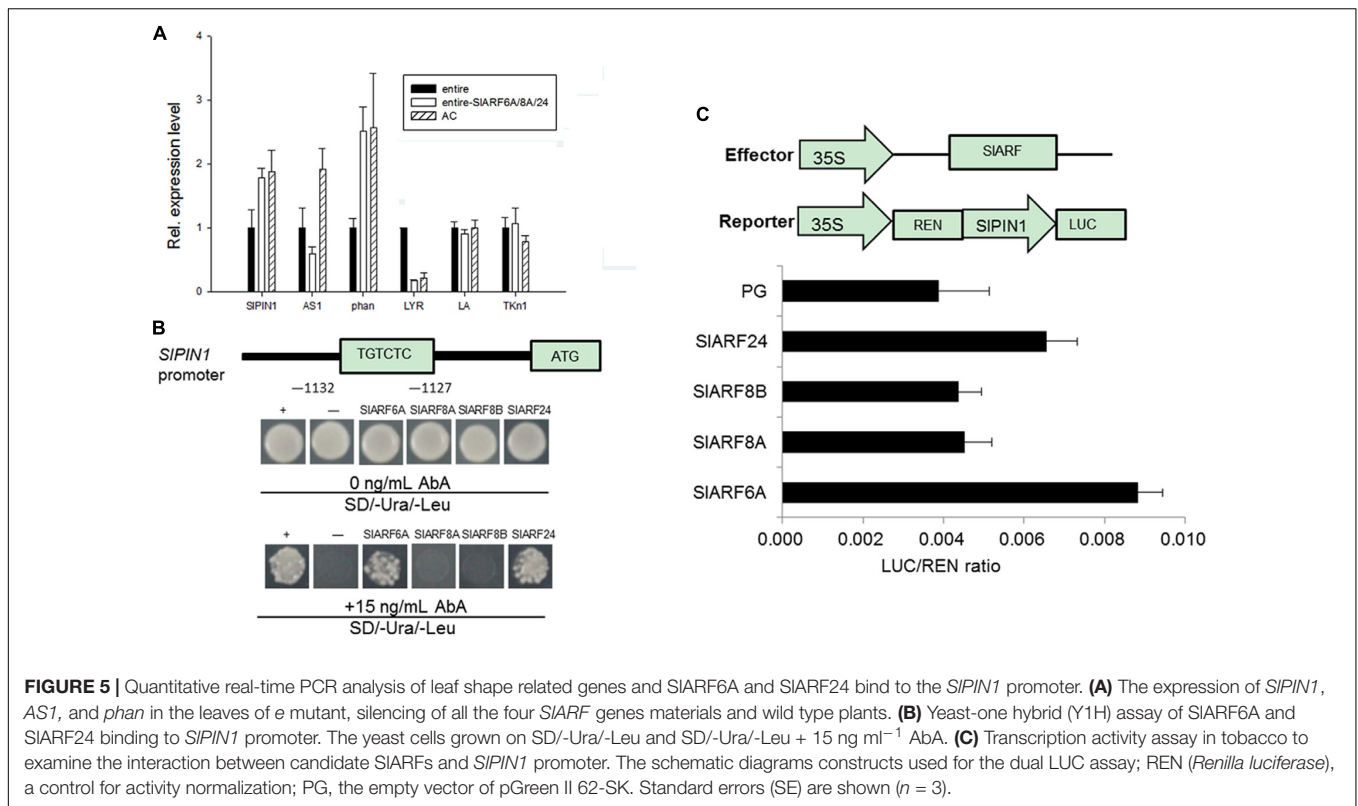 A
4
3
2
1
0
Rel. expression level
entire
entire-SlARF6A/8A/24
AC
SlPIN1 AS1 phan LYR LA TKn1
B
SlPIN1 promoter
TGTCTC
ATG
—1132 —1127
+ — SlARF6A SlARF8A SlARF8B SlARF24
0 ng/mL AbA
SD/-Ura/-Leu
+ — SlARF6A SlARF8A SlARF8B SlARF24
+15 ng/mL AbA
SD/-Ura/-Leu
C
Effector 35S SlARF
Reporter 35S REN SlPIN1 LUC
PG
SlARF24
SlARF8B
SlARF8A
SlARF6A
0.000 0.002 0.004 0.006 0.008 0.010
LUC/REN ratio
FIGURE 5 | Quantitative real-time PCR analysis of leaf shape related genes and SlARF6A and SlARF24 bind to the SlPIN1 promoter. (A) The expression of SlPIN1,
AS1, and phan in the leaves of e mutant, silencing of all the four SlARF genes materials and wild type plants. (B) Yeast-one hybrid (Y1H) assay of SlARF6A and
SlARF24 binding to SlPIN1 promoter. The yeast cells grown on SD/-Ura/-Leu and SD/-Ura/-Leu + 15 ng ml−1 AbA. (C) Transcription activity assay in tobacco to
examine the interaction between candidate SlARFs and SlPIN1 promoter. The schematic diagrams constructs used for the dual LUC assay; REN (Renilla luciferase),
a control for activity normalization; PG, the empty vector of pGreen II 62-SK. Standard errors (SE) are shown (n = 3).